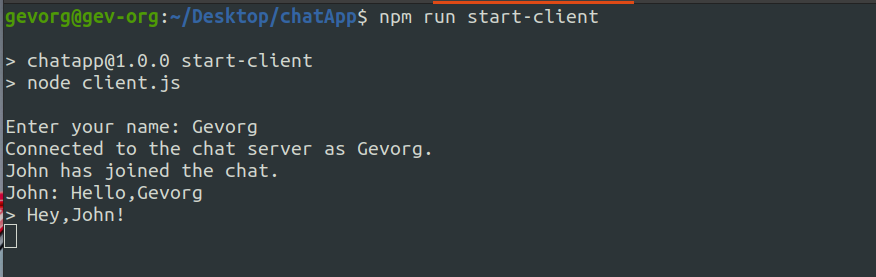 gevorg@gev-org:~/Desktop/chatApp$ npm run start-client
> chatapp@1.0.0 start-client
> node client.js
Enter your name: Gevorg
Connected to the chat server as Gevorg.
John has joined the chat.
John: Hello,Gevorg
> Hey,John!